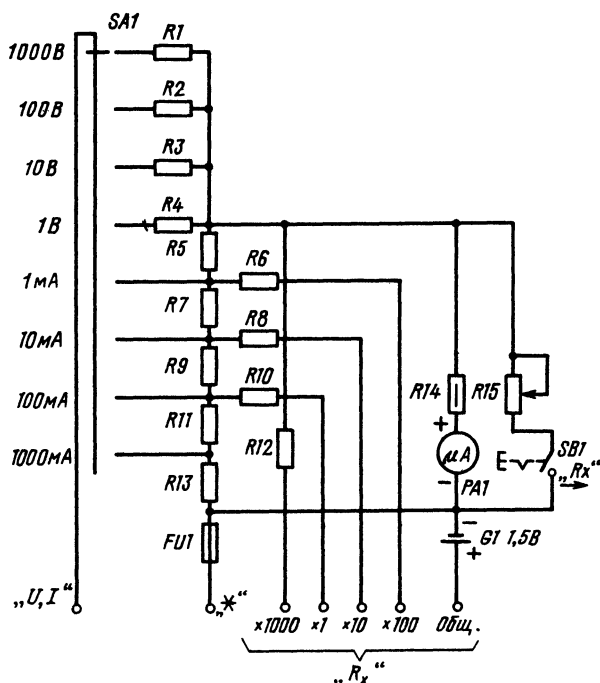 SA1
1000В R1
100В R2
10В R3
1В R4
R5 R6
1мА
R7 R8
10мА
R9 R10
100мА
R11 R12 R14 R15
1000мА
R13 + μА PA1 −
SB1
„Rx“
FU1
− G1 1,5В +
„U,I“ „*“ ×1000 ×1 ×10 ×100 Общ.
„Rx“